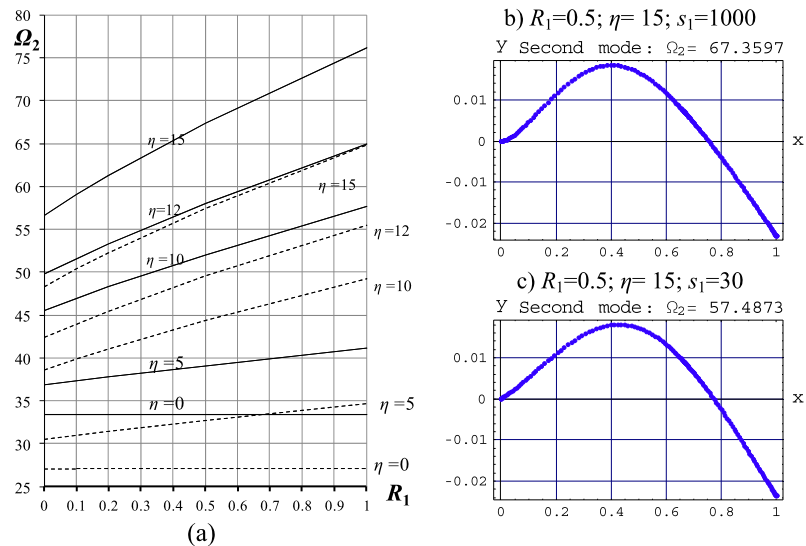 80
75
70
65
60
55
50
45
40
35
30
25
Ω2
η=15
η=12
η=15
η=10
η=12
η=10
η=5
η=0
η=5
η=0
0 0.1 0.2 0.3 0.4 0.5 0.6 0.7 0.8 0.9 1
R1
(a)
b) R1=0.5; η= 15; s1=1000
y Second mode: Ω2= 67.3597
0.01
0
-0.01
-0.02
x
0 0.2 0.4 0.6 0.8 1
c) R1=0.5; η= 15; s1=30
y Second mode: Ω2= 57.4873
0.01
0
-0.01
-0.02
x
0 0.2 0.4 0.6 0.8 1